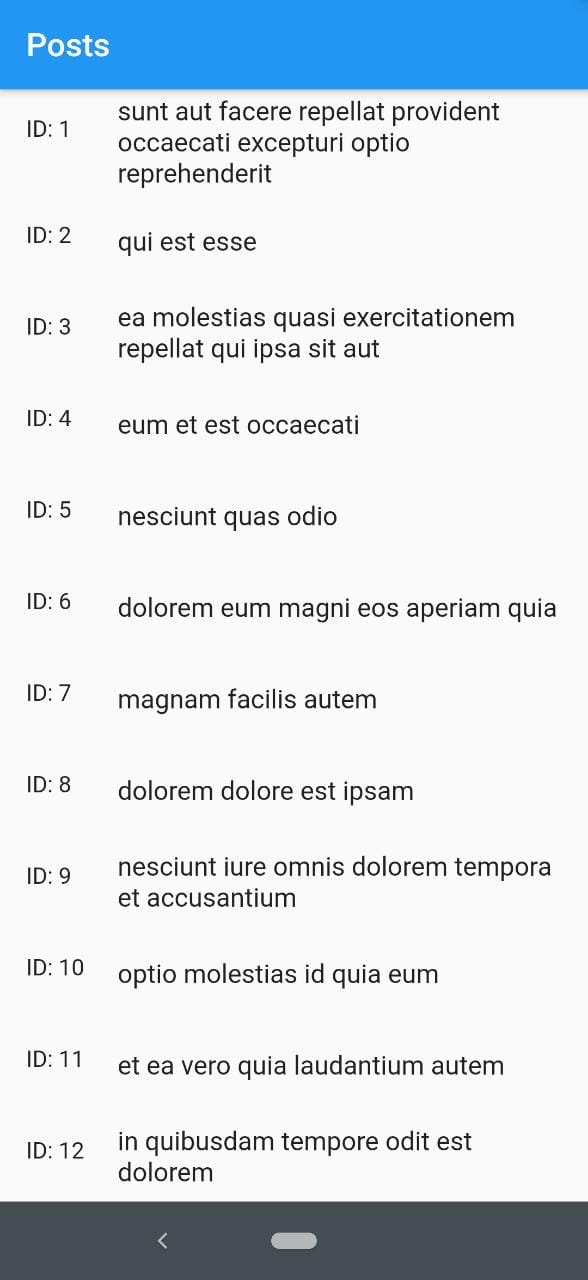 Posts
ID: 1
sunt aut facere repellat provident
occaecati excepturi optio
reprehenderit
ID: 2
qui est esse
ID: 3
ea molestias quasi exercitationem
repellat qui ipsa sit aut
ID: 4
eum et est occaecati
ID: 5
nesciunt quas odio
ID: 6
dolorem eum magni eos aperiam quia
ID: 7
magnam facilis autem
ID: 8
dolorem dolore est ipsam
ID: 9
nesciunt iure omnis dolorem tempora
et accusantium
ID: 10
optio molestias id quia eum
ID: 11
et ea vero quia laudantium autem
ID: 12
in quibusdam tempore odit est
dolorem